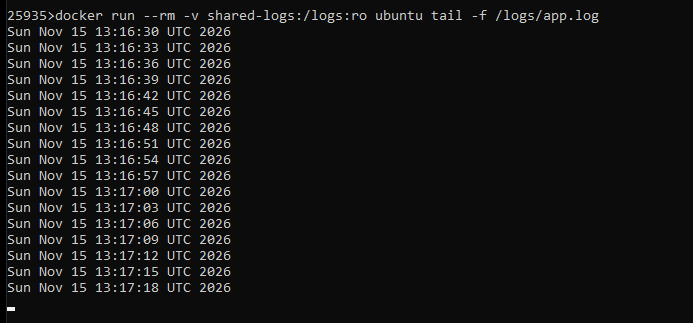 25935>docker run --rm -v shared-logs:/logs:ro ubuntu tail -f /logs/app.log
Sun Nov 15 13:16:30 UTC 2026
Sun Nov 15 13:16:33 UTC 2026
Sun Nov 15 13:16:36 UTC 2026
Sun Nov 15 13:16:39 UTC 2026
Sun Nov 15 13:16:42 UTC 2026
Sun Nov 15 13:16:45 UTC 2026
Sun Nov 15 13:16:48 UTC 2026
Sun Nov 15 13:16:51 UTC 2026
Sun Nov 15 13:16:54 UTC 2026
Sun Nov 15 13:16:57 UTC 2026
Sun Nov 15 13:17:00 UTC 2026
Sun Nov 15 13:17:03 UTC 2026
Sun Nov 15 13:17:06 UTC 2026
Sun Nov 15 13:17:09 UTC 2026
Sun Nov 15 13:17:12 UTC 2026
Sun Nov 15 13:17:15 UTC 2026
Sun Nov 15 13:17:18 UTC 2026